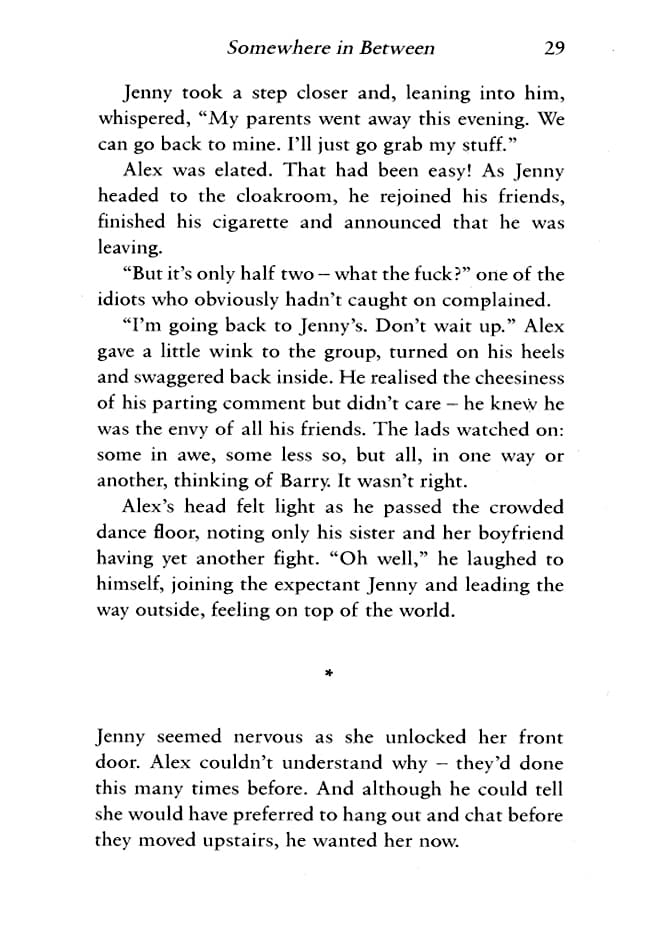 Somewhere in Between 29
Jenny took a step closer and, leaning into him,
whispered, “My parents went away this evening. We
can go back to mine. I’ll just go grab my stuff.”
Alex was elated. That had been easy! As Jenny
headed to the cloakroom, he rejoined his friends,
finished his cigarette and announced that he was
leaving.
“But it’s only half two – what the fuck?” one of the
idiots who obviously hadn’t caught on complained.
“I’m going back to Jenny’s. Don’t wait up.” Alex
gave a little wink to the group, turned on his heels
and swaggered back inside. He realised the cheesiness
of his parting comment but didn’t care – he knew he
was the envy of all his friends. The lads watched on:
some in awe, some less so, but all, in one way or
another, thinking of Barry. It wasn’t right.
Alex’s head felt light as he passed the crowded
dance floor, noting only his sister and her boyfriend
having yet another fight. “Oh well,” he laughed to
himself, joining the expectant Jenny and leading the
way outside, feeling on top of the world.
*
Jenny seemed nervous as she unlocked her front
door. Alex couldn’t understand why – they’d done
this many times before. And although he could tell
she would have preferred to hang out and chat before
they moved upstairs, he wanted her now.